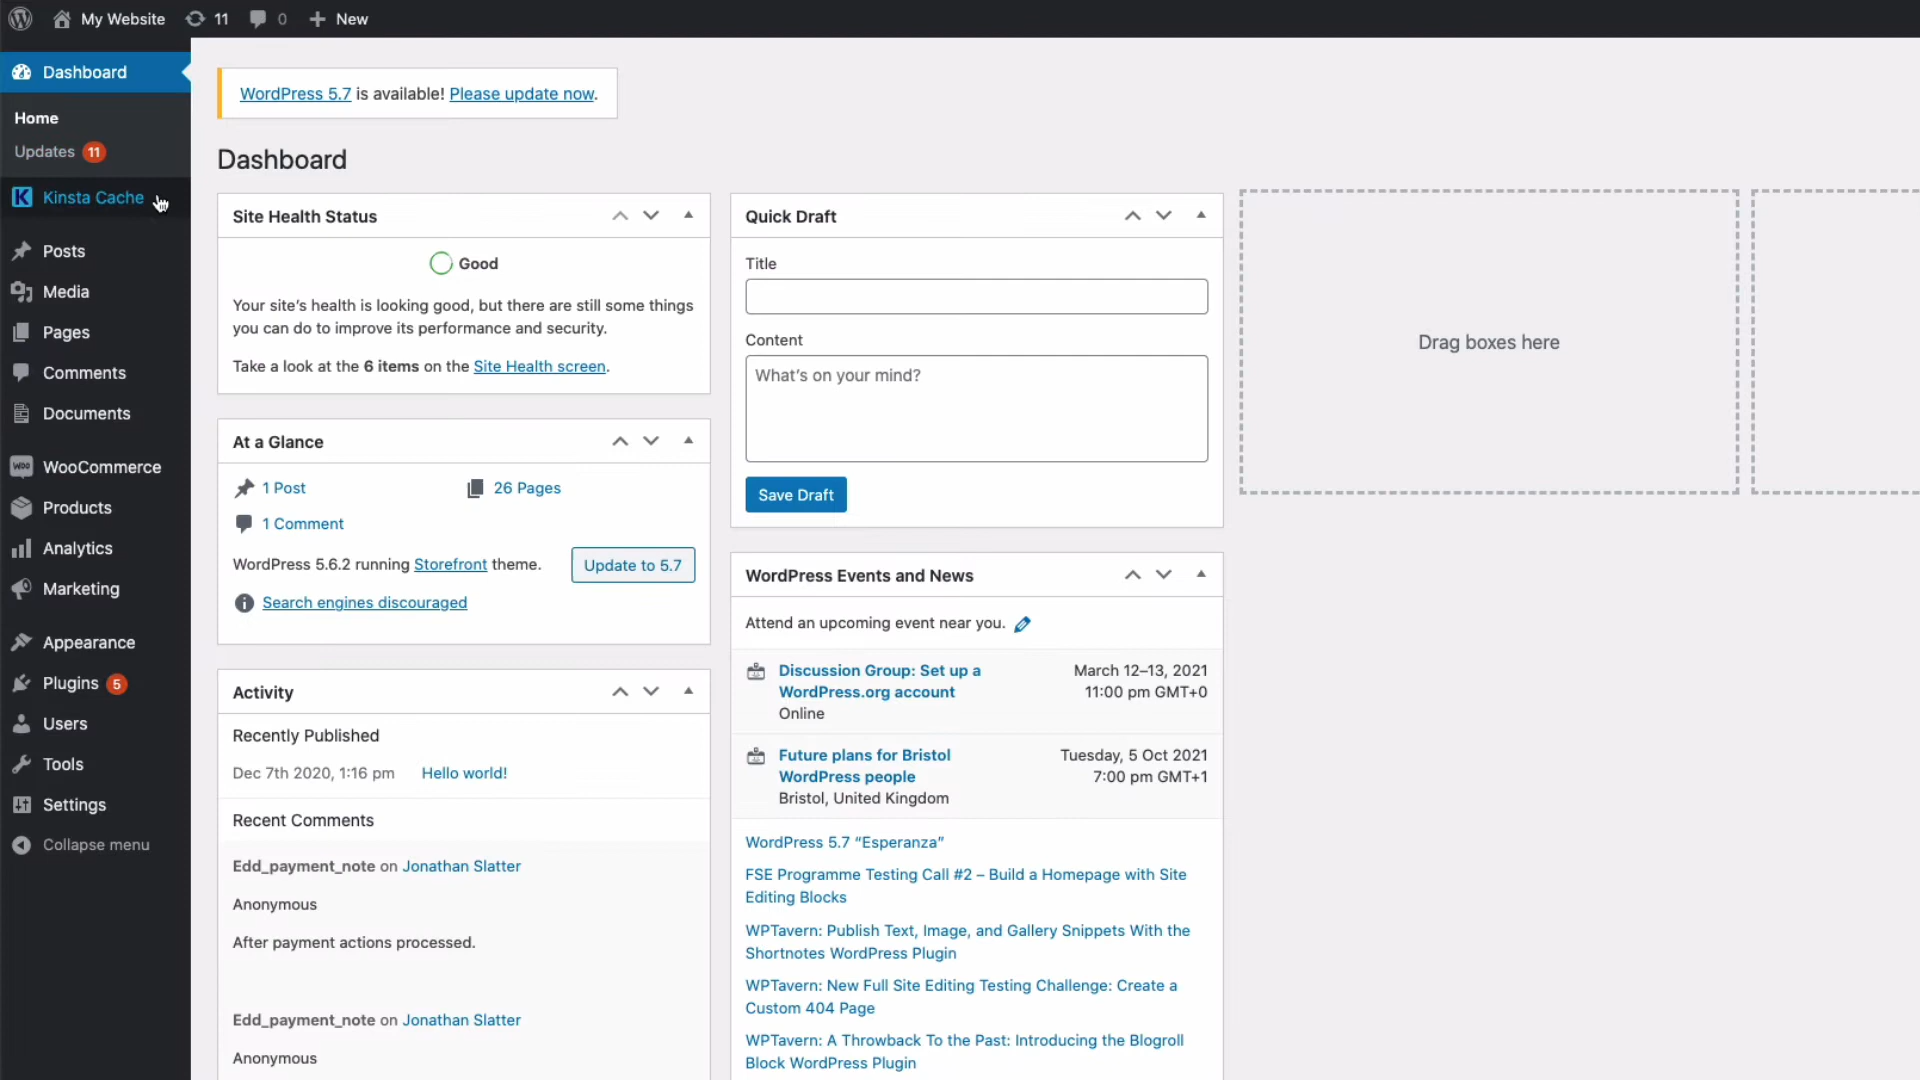 My Website
11
0
New
Dashboard
Home
Updates 11
Kinsta Cache
Posts
Media
Pages
Comments
Documents
WooCommerce
Products
Analytics
Marketing
Appearance
Plugins 5
Users
Tools
Settings
Collapse menu
WordPress 5.7 is available! Please update now.
Dashboard
Site Health Status
Good
Your site's health is looking good, but there are still some things
you can do to improve its performance and security.
Take a look at the 6 items on the Site Health screen.
At a Glance
1 Post
26 Pages
1 Comment
WordPress 5.6.2 running Storefront theme.
Update to 5.7
Search engines discouraged
Activity
Recently Published
Dec 7th 2020, 1:16 pm
Hello world!
Recent Comments
Edd_payment_note on Jonathan Slatter
Anonymous
After payment actions processed.
Edd_payment_note on Jonathan Slatter
Anonymous
Quick Draft
Title
Content
What's on your mind?
Save Draft
WordPress Events and News
Attend an upcoming event near you.
Discussion Group: Set up a
WordPress.org account
Online
March 12–13, 2021
11:00 pm GMT+0
Future plans for Bristol
WordPress people
Bristol, United Kingdom
Tuesday, 5 Oct 2021
7:00 pm GMT+1
WordPress 5.7 “Esperanza”
FSE Programme Testing Call #2 – Build a Homepage with Site
Editing Blocks
WPTavern: Publish Text, Image, and Gallery Snippets With the
Shortnotes WordPress Plugin
WPTavern: New Full Site Editing Testing Challenge: Create a
Custom 404 Page
WPTavern: A Throwback To the Past: Introducing the Blogroll
Block WordPress Plugin
Drag boxes here